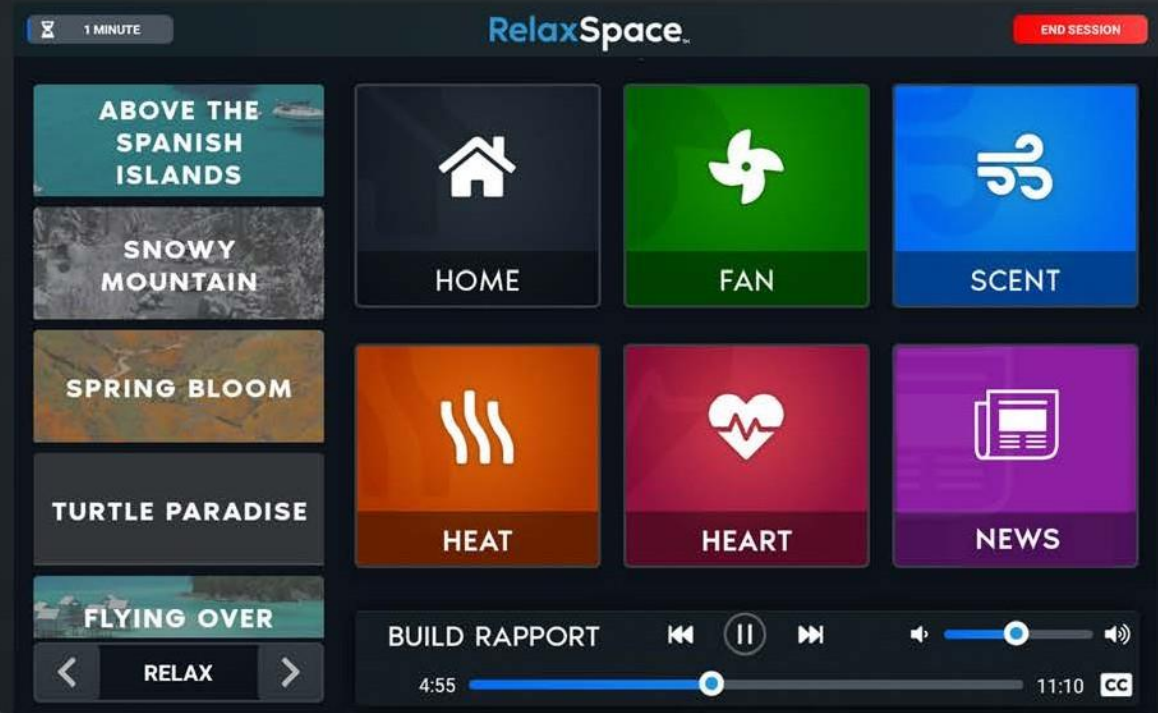 1 MINUTE
RelaxSpace
END SESSION
ABOVE THE
SPANISH
ISLANDS
SNOWY
MOUNTAIN
SPRING BLOOM
TURTLE PARADISE
FLYING OVER
RELAX
HOME
FAN
SCENT
HEAT
HEART
NEWS
BUILD RAPPORT
4:55
11:10
CC